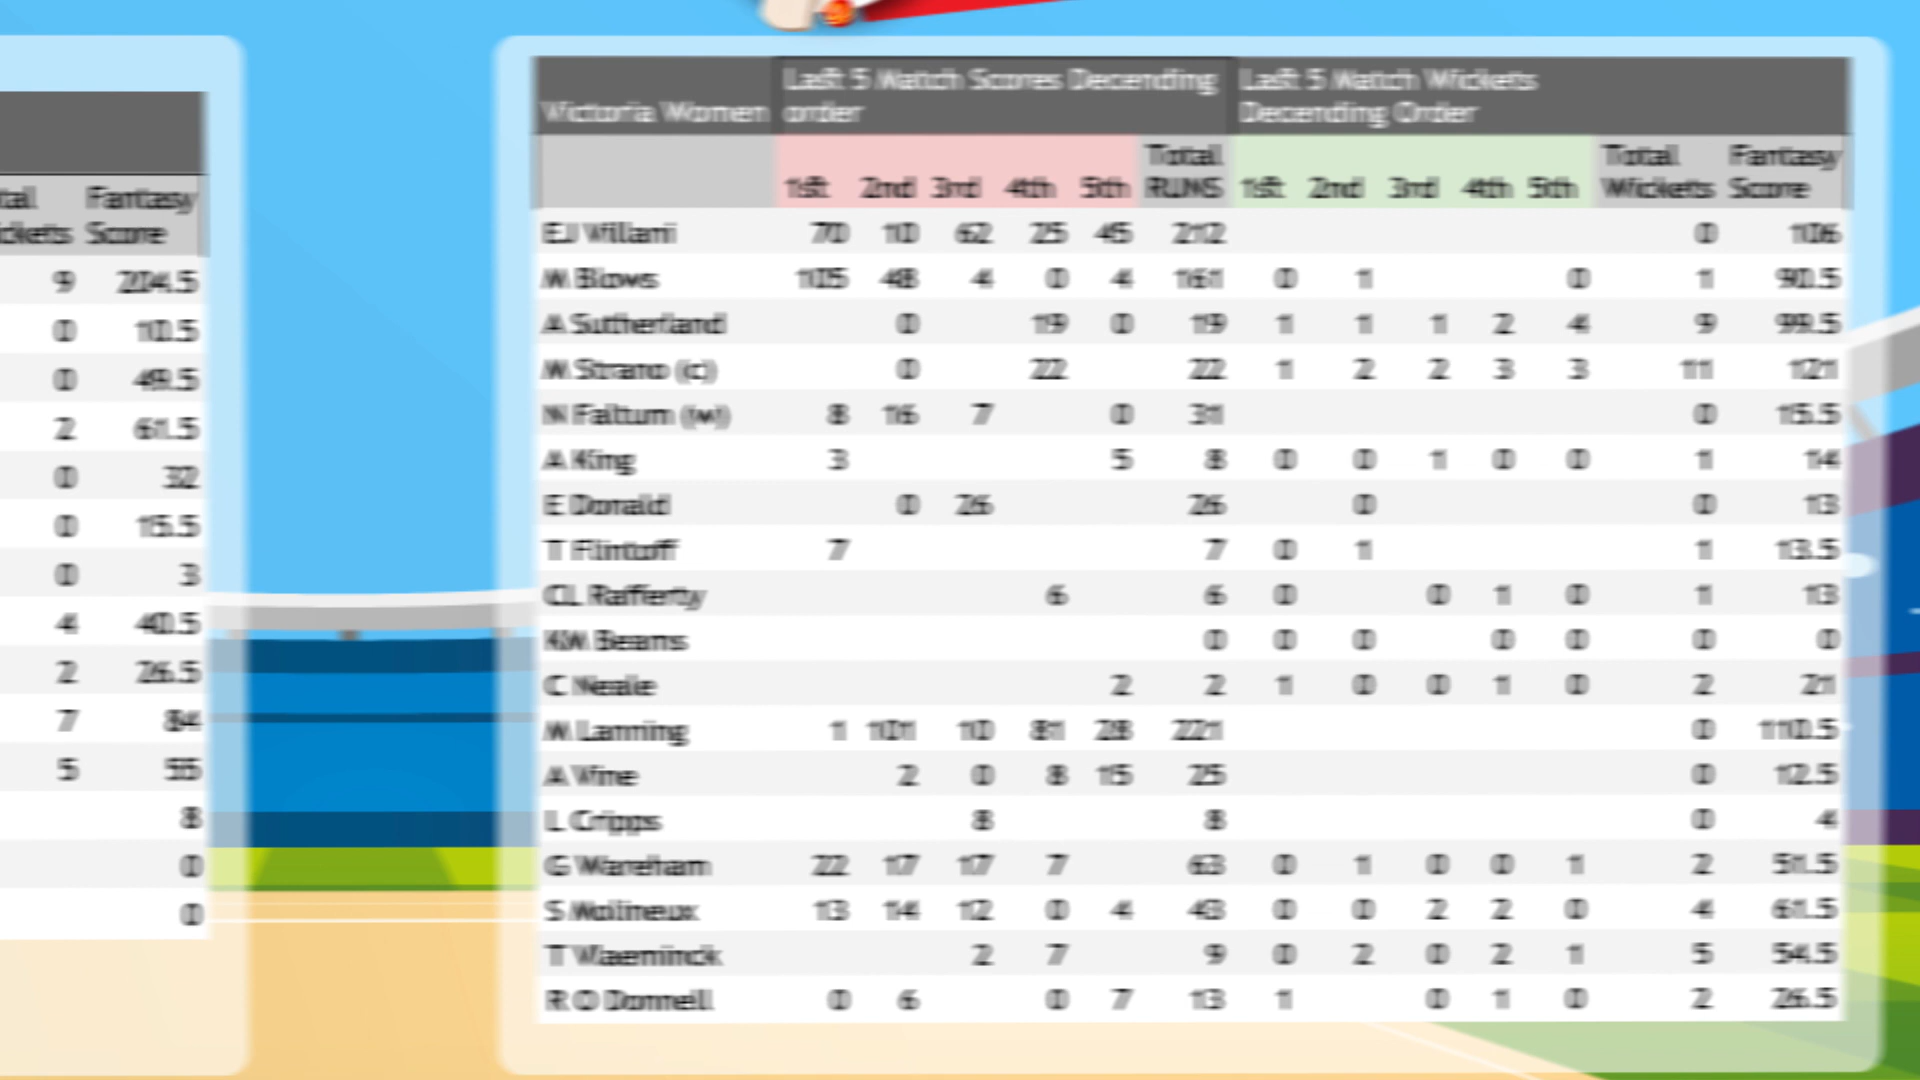 tal Fantasy
ickets Score
9 204.5
0 10.5
0 49.5
2 61.5
0 32
0 15.5
0 3
4 40.5
2 26.5
7 84
5 55
8
0
0
Last 5 Match Scores Decending Last 5 Match Wickets
Victoria Women order Decending Order
Total Total Fantasy
1st 2nd 3rd 4th 5th RUNS 1st 2nd 3rd 4th 5th Wickets Score
EJ Villani 70 10 62 25 45 212 0 106
M Blows 105 48 4 0 4 161 0 1 0 1 90.5
A Sutherland 0 19 0 19 1 1 1 2 4 9 99.5
M Strano (c) 0 22 22 1 2 2 3 3 11 121
N Faltum (w) 8 16 7 0 31 0 15.5
A King 3 5 8 0 0 1 0 0 1 14
E Donald 0 26 26 0 0 13
T Flintoff 7 7 0 1 1 13.5
CL Rafferty 6 6 0 0 1 0 1 13
KM Beams 0 0 0 0 0 0 0
C Neale 2 2 1 0 0 1 0 2 21
M Lanning 1 101 10 81 28 221 0 110.5
A Vine 2 0 8 15 25 0 12.5
L Cripps 8 8 0 4
G Wareham 22 17 17 7 63 0 1 0 0 1 2 51.5
S Molineux 13 14 12 0 4 43 0 0 2 2 0 4 61.5
T Vlaeminck 2 7 9 0 2 0 2 1 5 54.5
R O Donnell 0 6 0 7 13 1 0 1 0 2 26.5